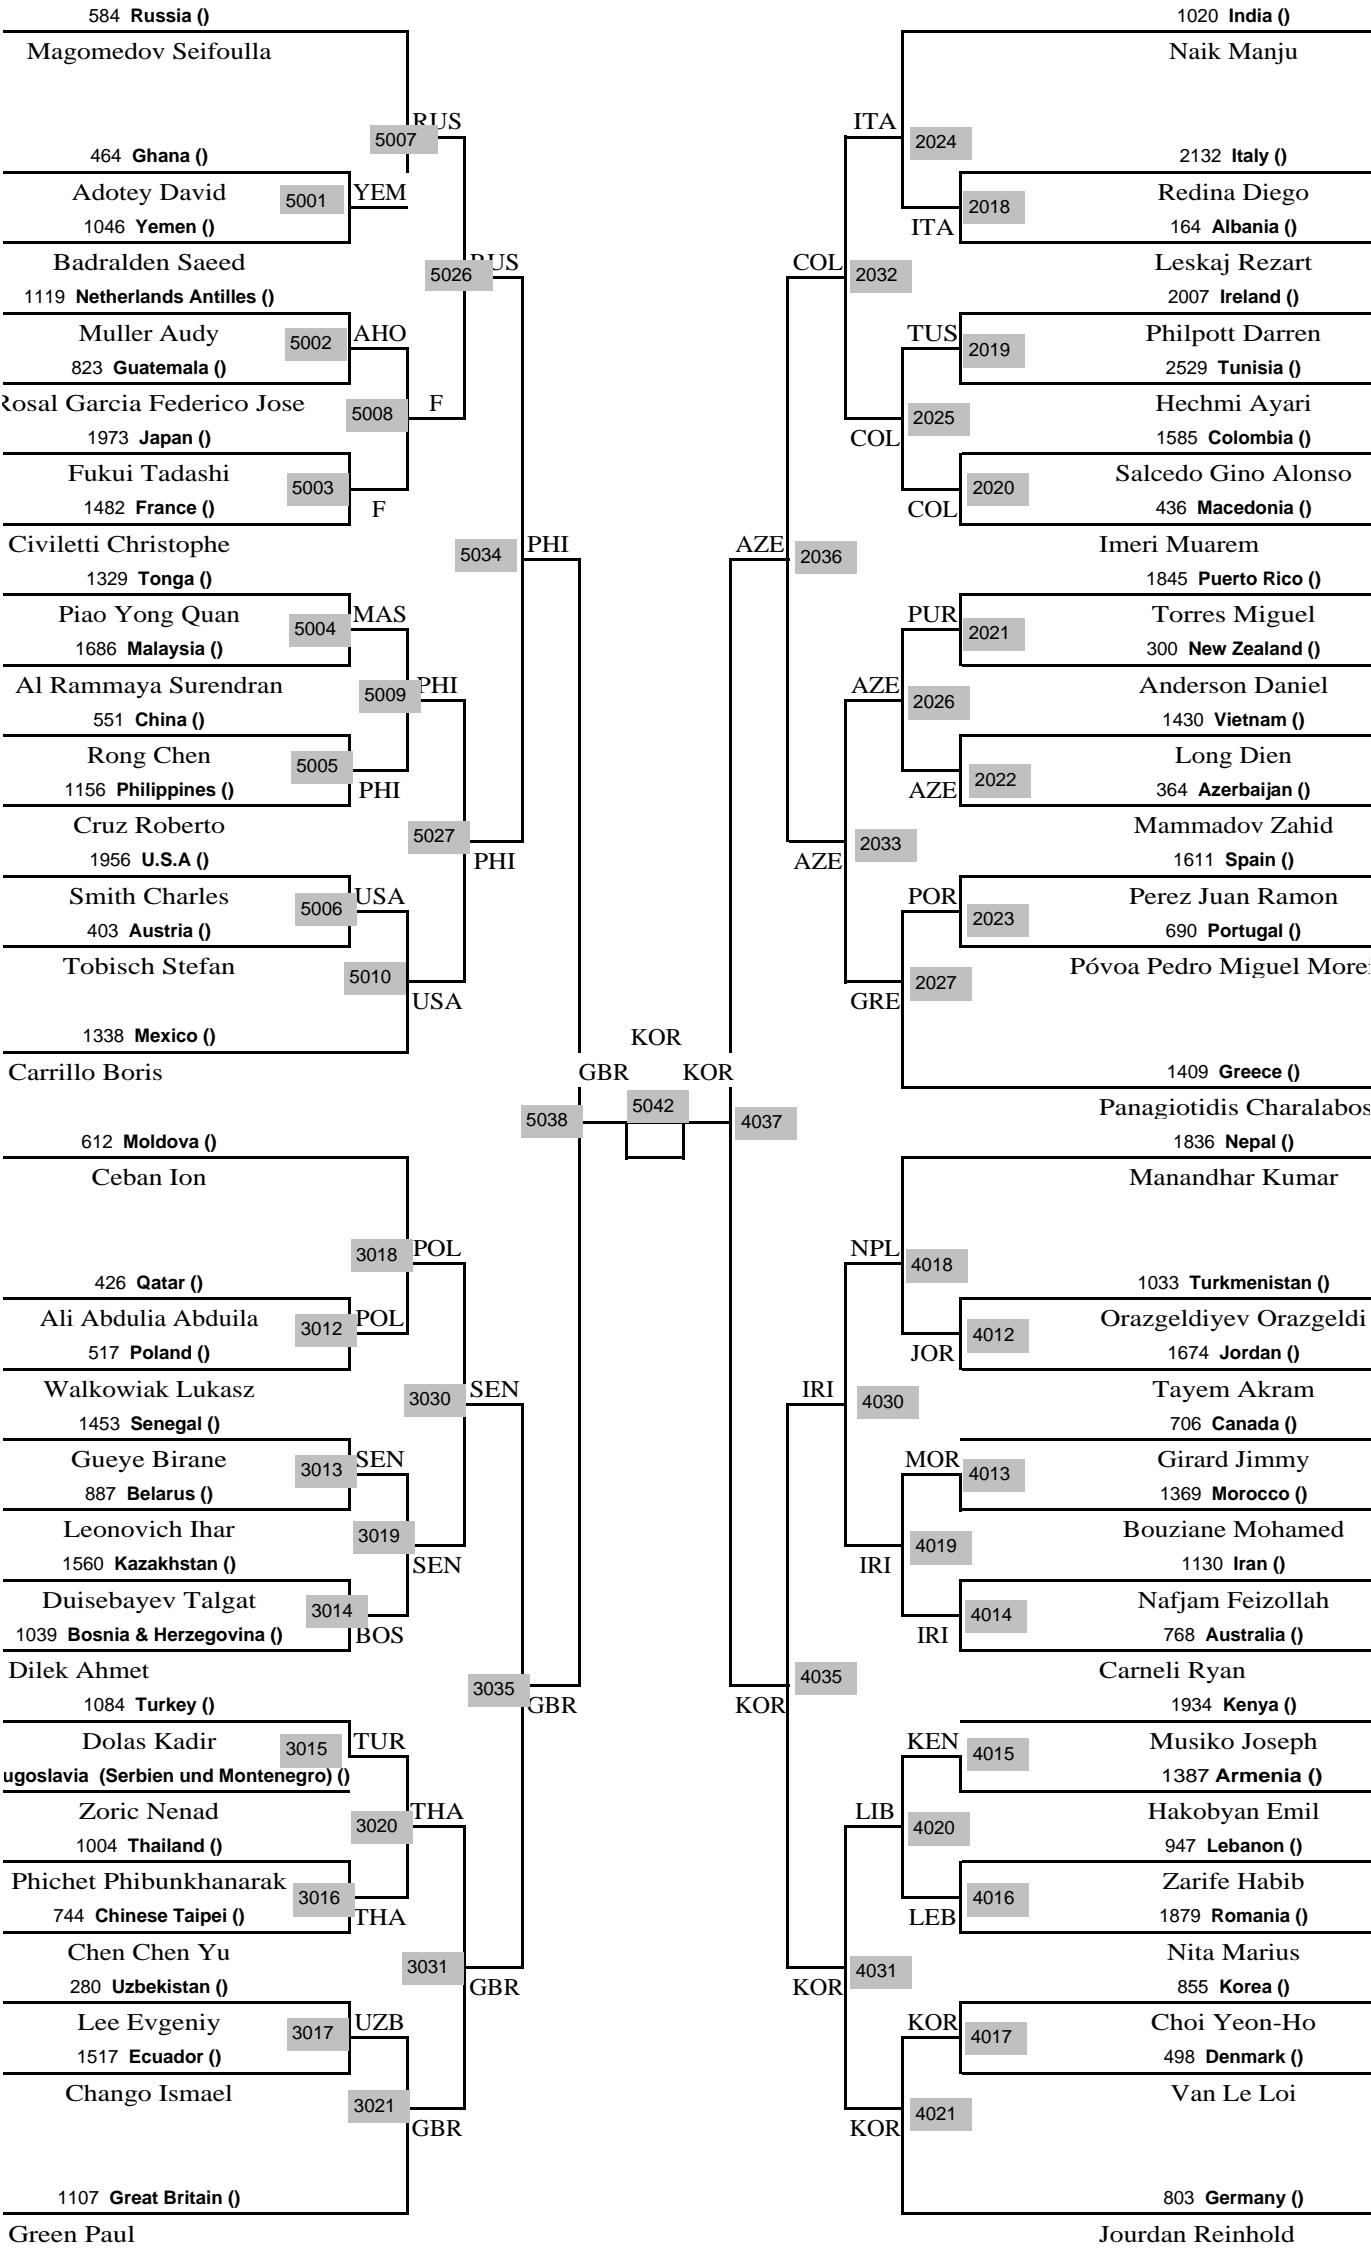 584 Russia ()
Magomedov Seifoulla
RUS
5007
464 Ghana ()
Adotey David
5001
YEM
1046 Yemen ()
Badralden Saeed
5026
RUS
1119 Netherlands Antilles ()
Muller Audy
5002
AHO
823 Guatemala ()
Rosal Garcia Federico Jose
5008
F
1973 Japan ()
Fukui Tadashi
5003
1482 France ()
F
Civiletti Christophe
5034
PHI
1329 Tonga ()
Piao Yong Quan
5004
MAS
1686 Malaysia ()
Al Rammaya Surendran
5009
PHI
551 China ()
Rong Chen
5005
1156 Philippines ()
PHI
Cruz Roberto
5027
PHI
1956 U.S.A ()
Smith Charles
5006
USA
403 Austria ()
Tobisch Stefan
5010
USA
1338 Mexico ()
Carrillo Boris
KOR
GBR
KOR
5038
5042
4037
612 Moldova ()
Ceban Ion
3018
POL
426 Qatar ()
Ali Abdulia Abduila
3012
POL
517 Poland ()
Walkowiak Lukasz
3030
SEN
1453 Senegal ()
Gueye Birane
3013
SEN
887 Belarus ()
Leonovich Ihar
3019
SEN
1560 Kazakhstan ()
Duisebayev Talgat
3014
1039 Bosnia & Herzegovina ()
BOS
Dilek Ahmet
3035
GBR
1084 Turkey ()
Dolas Kadir
3015
TUR
ugoslavia (Serbien und Montenegro) ()
Zoric Nenad
3020
THA
1004 Thailand ()
Phichet Phibunkhanarak
3016
744 Chinese Taipei ()
THA
Chen Chen Yu
3031
GBR
280 Uzbekistan ()
Lee Evgeniy
3017
UZB
1517 Ecuador ()
Chango Ismael
3021
GBR
1107 Great Britain ()
Green Paul
1020 India ()
Naik Manju
ITA
2024
2132 Italy ()
Redina Diego
2018
ITA
164 Albania ()
COL
2032
Leskaj Rezart
2007 Ireland ()
TUS
2019
Philpott Darren
2529 Tunisia ()
Hechmi Ayari
2025
COL
1585 Colombia ()
Salcedo Gino Alonso
2020
COL
436 Macedonia ()
AZE
2036
Imeri Muarem
1845 Puerto Rico ()
PUR
2021
Torres Miguel
300 New Zealand ()
AZE
2026
Anderson Daniel
1430 Vietnam ()
Long Dien
2022
AZE
364 Azerbaijan ()
Mammadov Zahid
2033
AZE
1611 Spain ()
POR
2023
Perez Juan Ramon
690 Portugal ()
Póvoa Pedro Miguel More
2027
GRE
1409 Greece ()
Panagiotidis Charalabos
1836 Nepal ()
Manandhar Kumar
NPL
4018
1033 Turkmenistan ()
Orazgeldiyev Orazgeldi
4012
JOR
1674 Jordan ()
IRI
4030
Tayem Akram
706 Canada ()
MOR
4013
Girard Jimmy
1369 Morocco ()
Bouziane Mohamed
4019
IRI
1130 Iran ()
Nafjam Feizollah
4014
IRI
768 Australia ()
Carneli Ryan
4035
KOR
1934 Kenya ()
KEN
4015
Musiko Joseph
1387 Armenia ()
LIB
4020
Hakobyan Emil
947 Lebanon ()
Zarife Habib
4016
LEB
1879 Romania ()
Nita Marius
4031
KOR
855 Korea ()
KOR
4017
Choi Yeon-Ho
498 Denmark ()
Van Le Loi
4021
KOR
803 Germany ()
Jourdan Reinhold